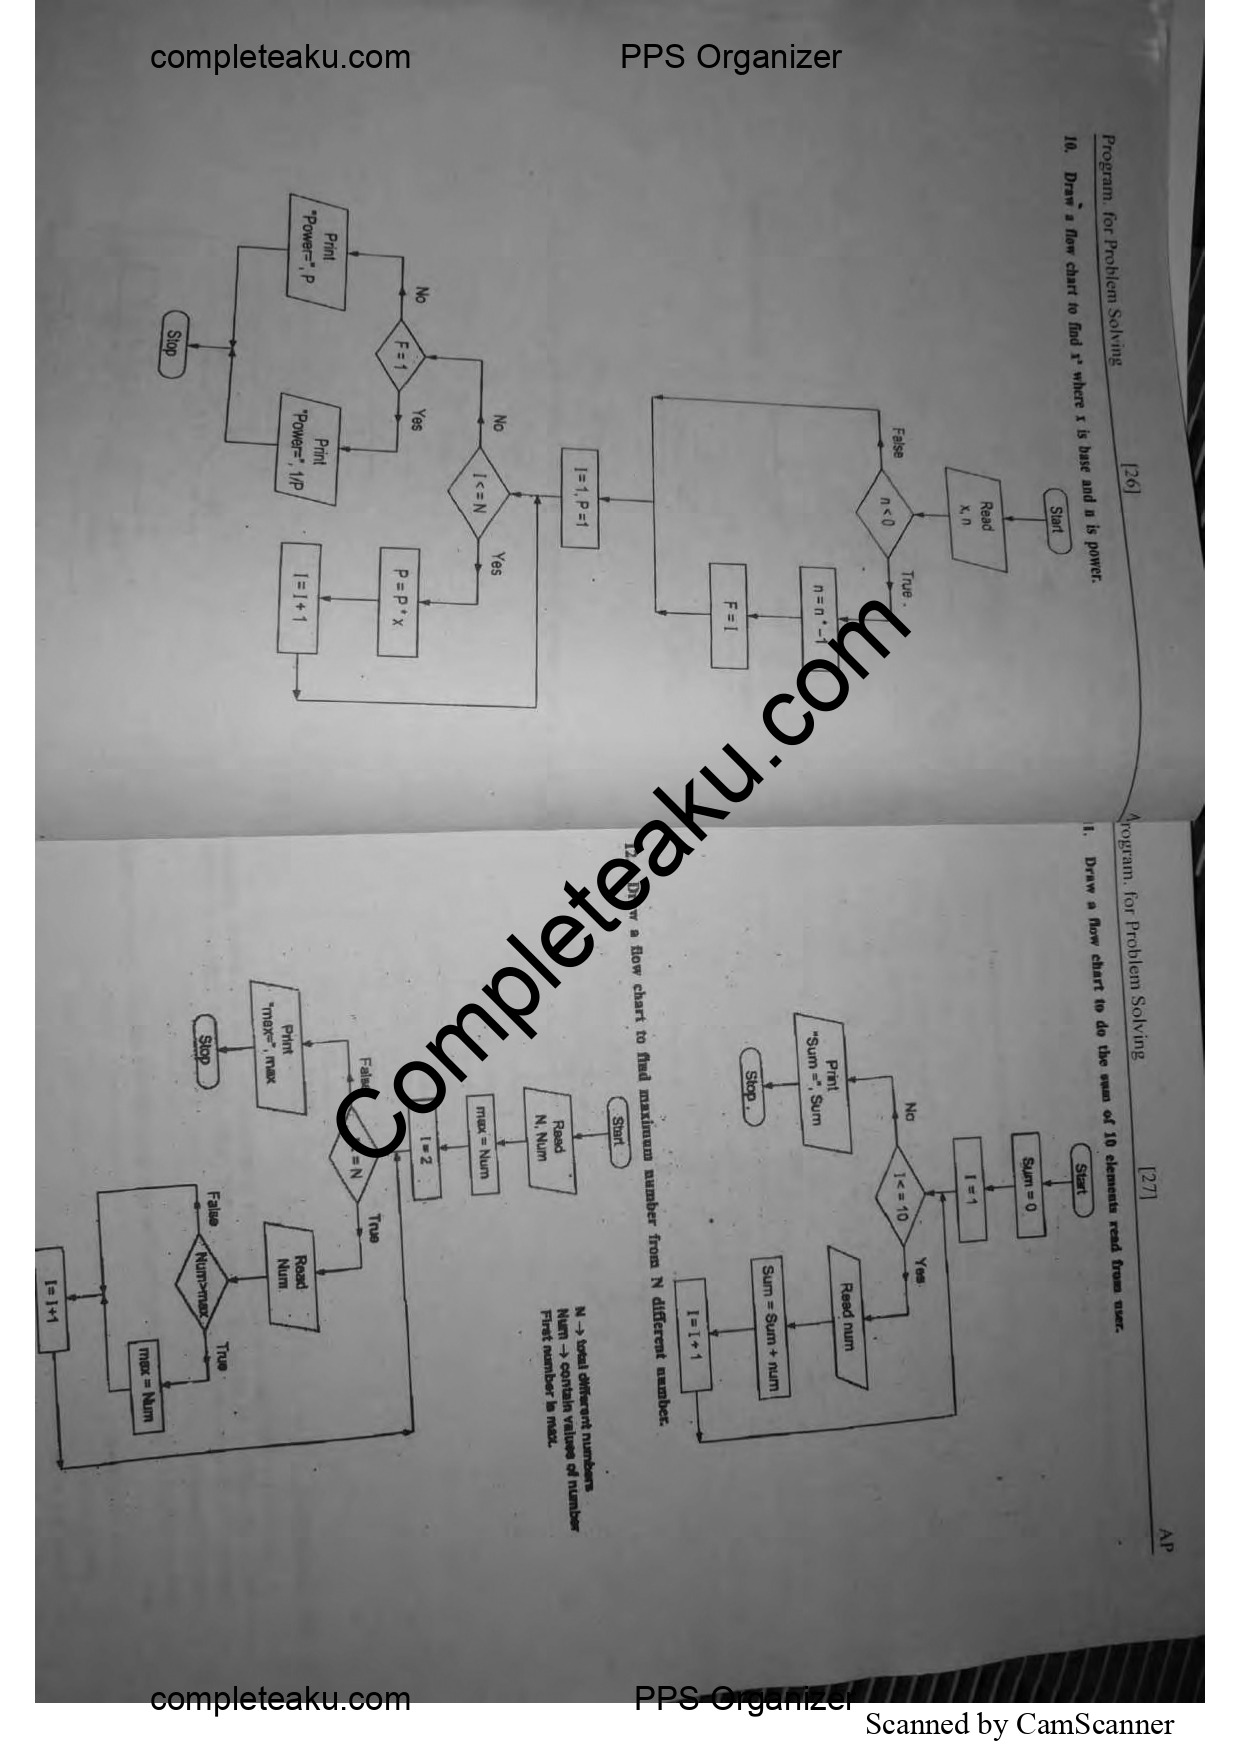 completeaku.com PPS Organizer
Program. for Problem Solving [26]
10. Draw a flow chart to find xⁿ where x is base and n is power.
Start
Read
x, n
n < 0
False
True
n = n * -1
F = I
I = 1, P = 1
I < = N
No
Yes
P = P * x
I = I + 1
F = 1
No
Yes
Print
"Power=", P
Print
"Power=", 1/P
Stop
Program. for Problem Solving [27] AP
11. Draw a flow chart to do the sum of 10 elements read from user.
Start
Sum = 0
I = 1
I < = 10
No
Yes
Read num
Sum = Sum + num
I = I + 1
Print
"Sum =", Sum
Stop
12. Draw a flow chart to find maximum number from N different number.
Start
Read
N, Num
max = Num
I = 2
= N
False
True
Read
Num
Num>max
False
True
max = Num
I = I+1
Print
"max=", max
Stop
N → total different numbers
Num → contain values of number
First number is max.
Completeaku.com
completeaku.com PPS Organizer
Scanned by CamScanner